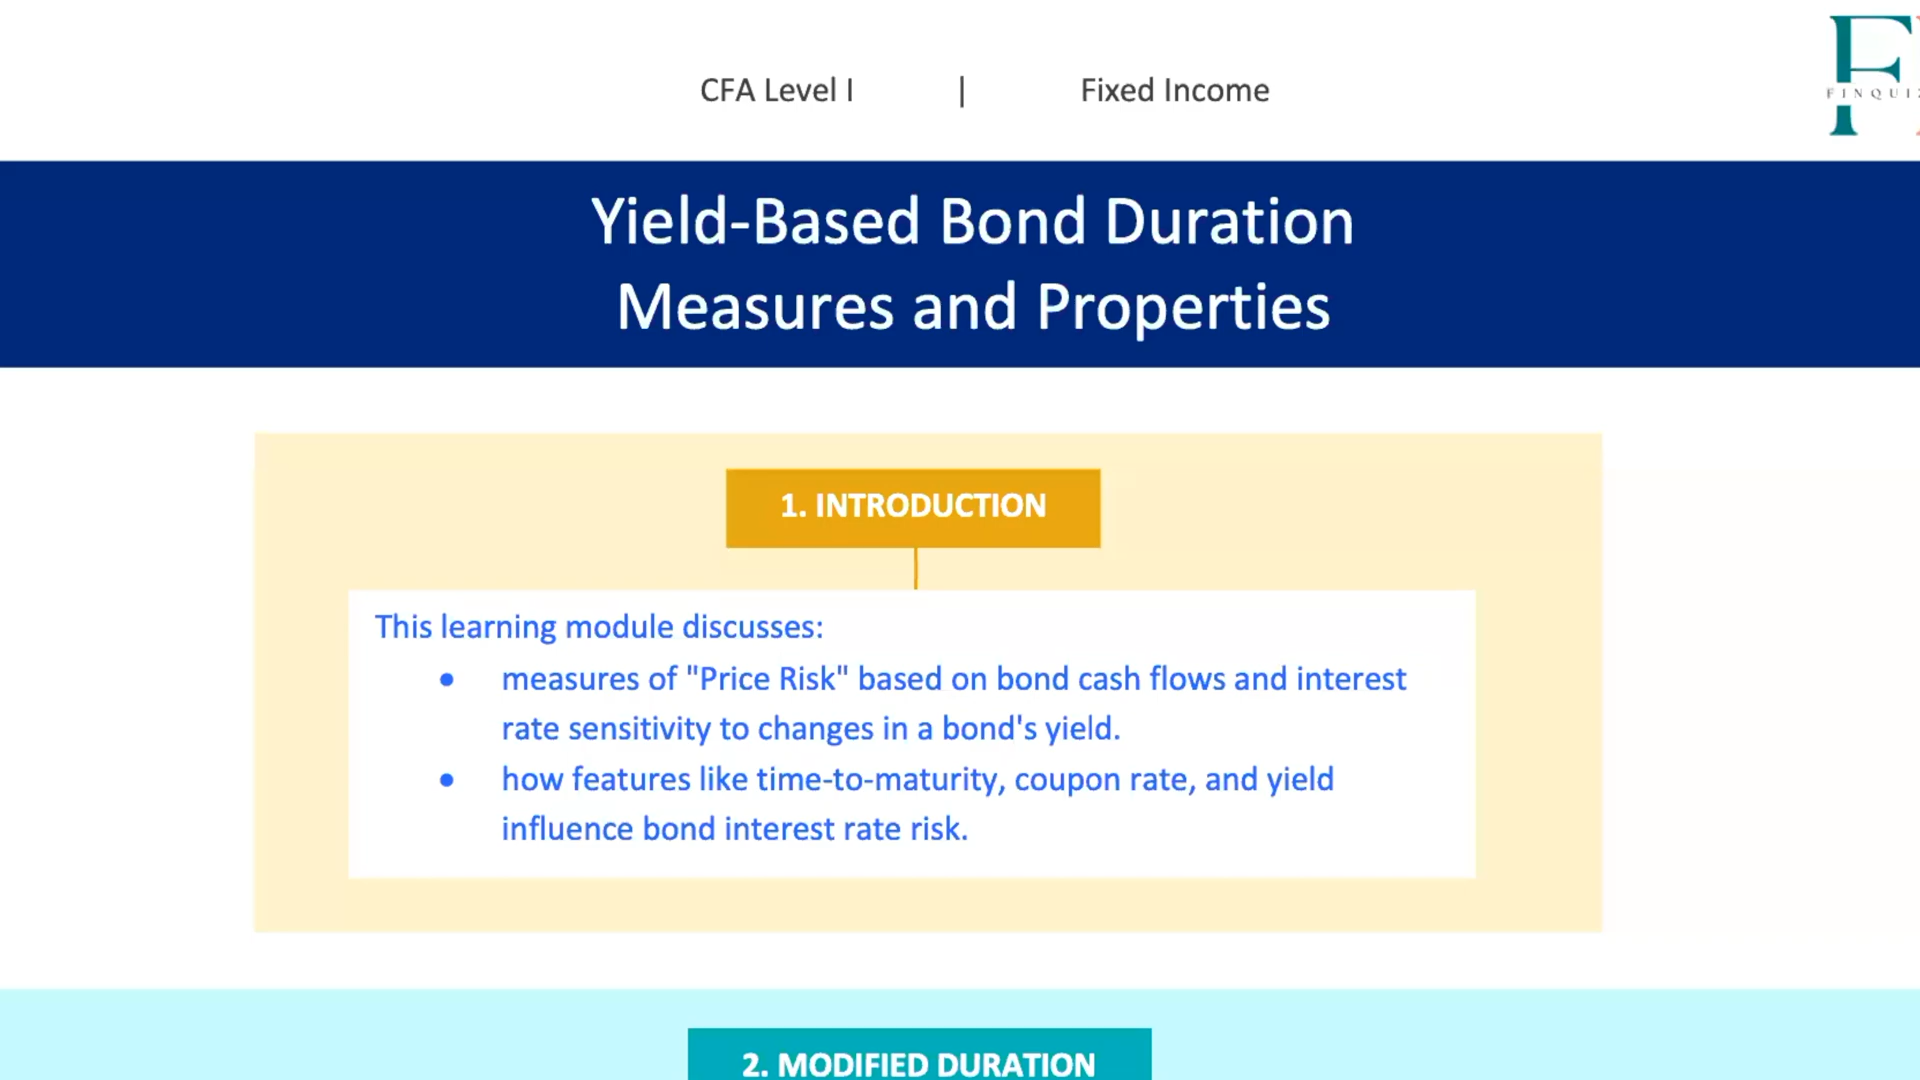 CFA Level I | Fixed Income
FINQUIZ
Yield-Based Bond Duration
Measures and Properties
1. INTRODUCTION
This learning module discusses:
• measures of "Price Risk" based on bond cash flows and interest
rate sensitivity to changes in a bond's yield.
• how features like time-to-maturity, coupon rate, and yield
influence bond interest rate risk.
2. MODIFIED DURATION